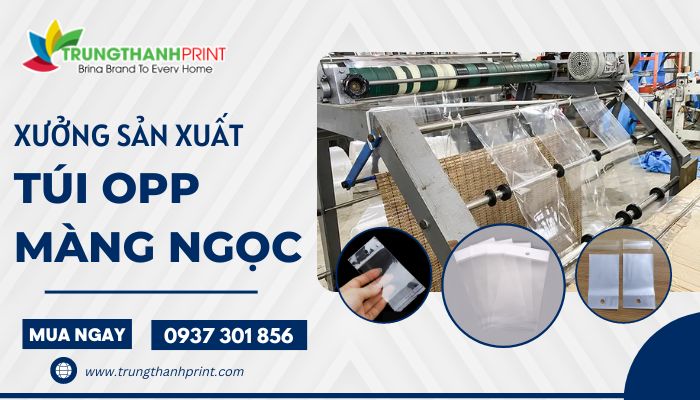 TRUNGTHANHPRINT
Bring Brand To Every Home
XƯỞNG SẢN XUẤT
TÚI OPP
MÀNG NGỌC
MUA NGAY
0937 301 856
www.trungthanhprint.com